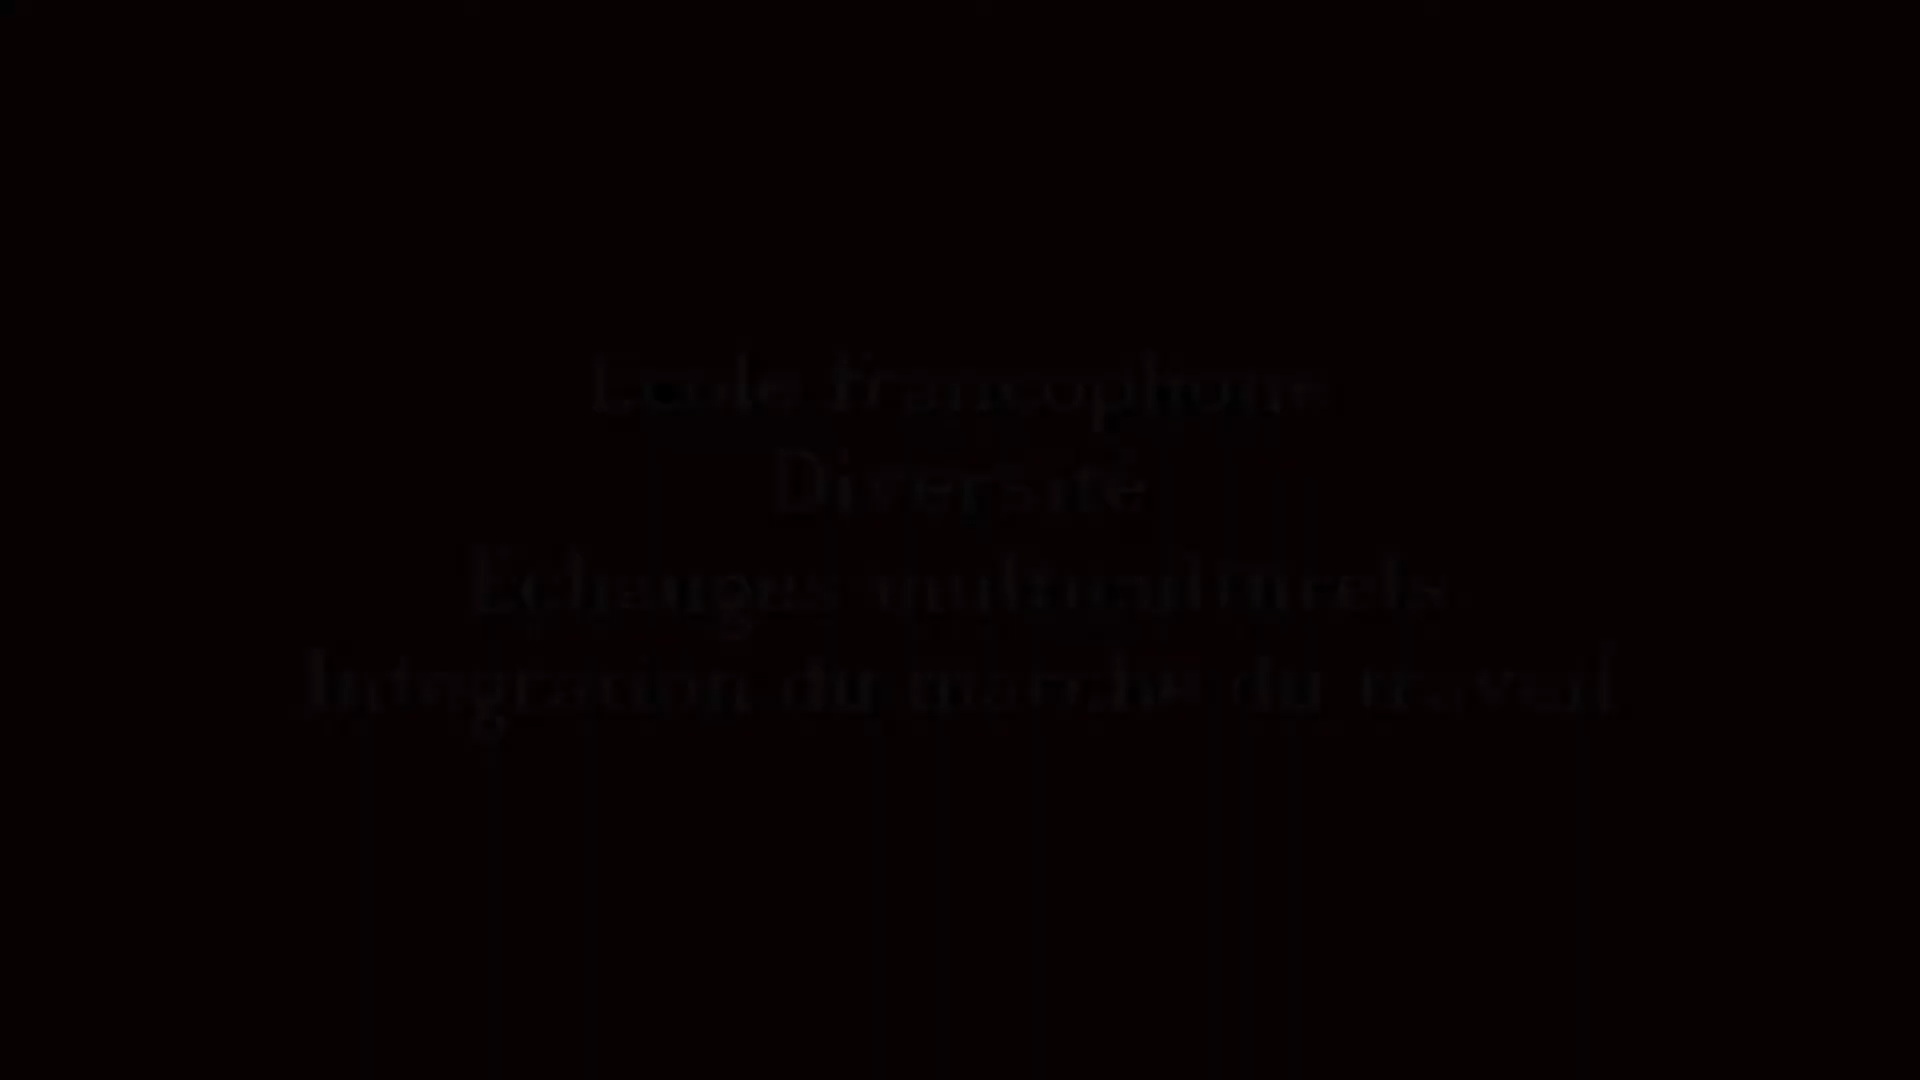 Ecole francophone
Diversité
Echanges multiculturels
Intégration du marché du travail